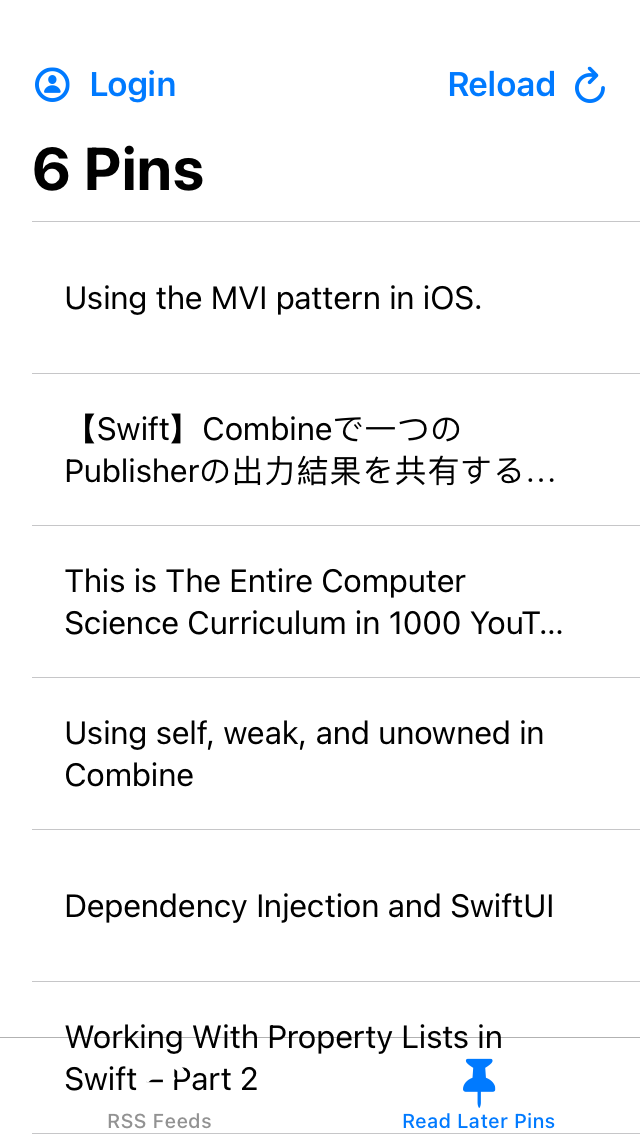 Login
Reload
6 Pins
Using the MVI pattern in iOS.
【Swift】Combineで一つの
Publisherの出力結果を共有する...
This is The Entire Computer
Science Curriculum in 1000 YouT...
Using self, weak, and unowned in
Combine
Dependency Injection and SwiftUI
Working With Property Lists in
Swift – Part 2
RSS Feeds
Read Later Pins